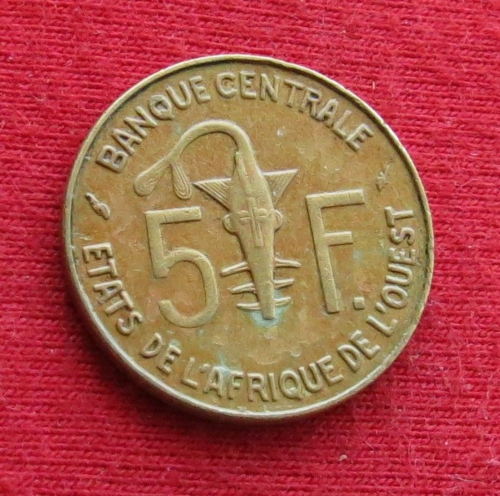 BANQUE CENTRALE
5 F.
ETATS DE L'AFRIQUE DE L'OUEST